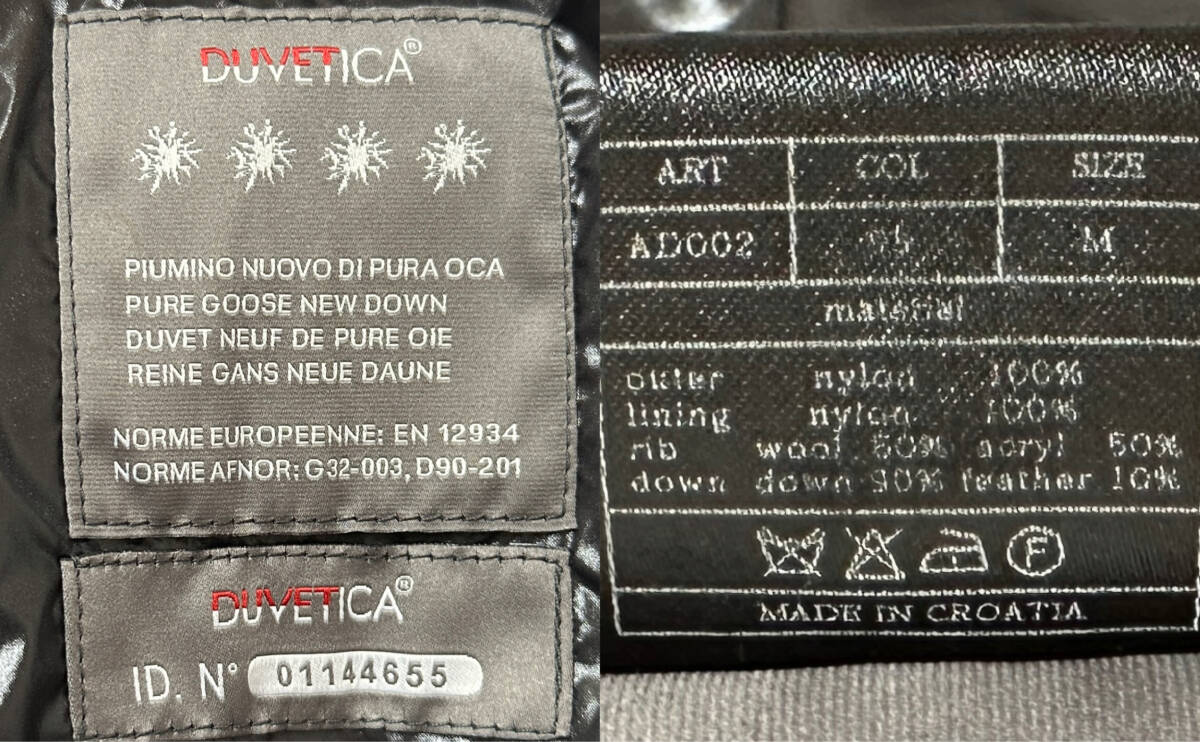 DUVETICA®
PIUMINO NUOVO DI PURA OCA
PURE GOOSE NEW DOWN
DUVET NEUF DE PURE OIE
REINE GANS NEUE DAUNE
NORME EUROPEENNE: EN 12934
NORME AFNOR: G32-003, D90-201
DUVETICA®
ID. N° 01144655
ART COL SIZE
AD002 M
material
outer nylon 100%
lining nylon 100%
rib wool 50% acryl 50%
down down 90% feather 10%
F
MADE IN CROATIA